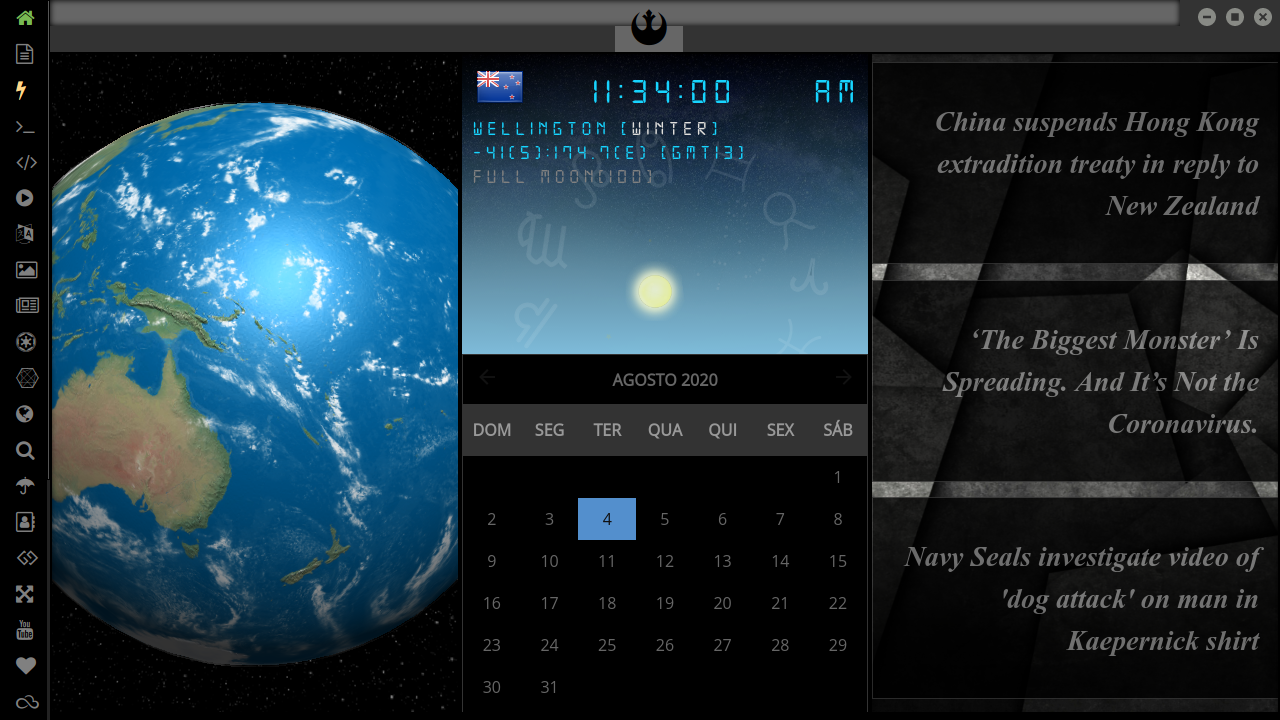 11:34:00 AM
WELLINGTON (WINTER)
-41(S):174.7(E) (GMT13)
FULL MOON(100)
AGOSTO 2020
DOM SEG TER QUA QUI SEX SÁB
1
2 3 4 5 6 7 8
9 10 11 12 13 14 15
16 17 18 19 20 21 22
23 24 25 26 27 28 29
30 31
China suspends Hong Kong
extradition treaty in reply to
New Zealand
‘The Biggest Monster’ Is
Spreading. And It’s Not the
Coronavirus.
Navy Seals investigate video of
'dog attack' on man in
Kaepernick shirt
You
Tube